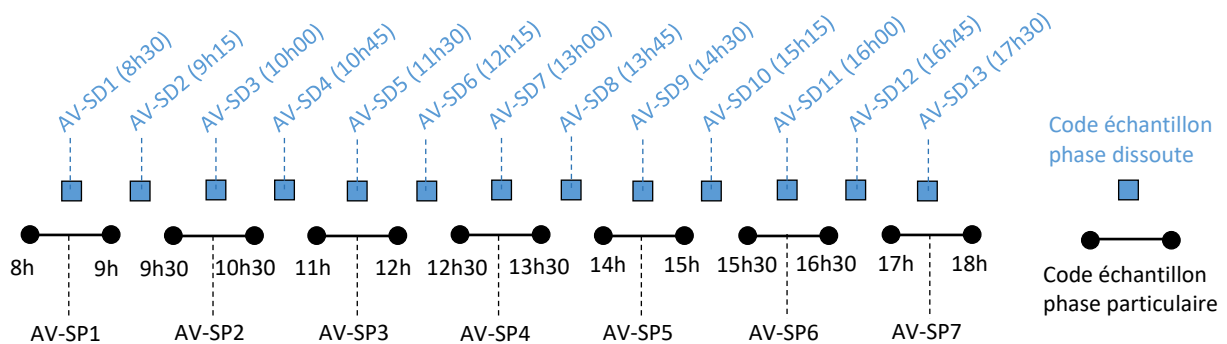 AV-SD1 (8h30)
AV-SD2 (9h15)
AV-SD3 (10h00)
AV-SD4 (10h45)
AV-SD5 (11h30)
AV-SD6 (12h15)
AV-SD7 (13h00)
AV-SD8 (13h45)
AV-SD9 (14h30)
AV-SD10 (15h15)
AV-SD11 (16h00)
AV-SD12 (16h45)
AV-SD13 (17h30)
Code échantillon
phase dissoute
8h 9h 9h30 10h30 11h 12h 12h30 13h30 14h 15h 15h30 16h30 17h 18h
Code échantillon
phase particulaire
AV-SP1 AV-SP2 AV-SP3 AV-SP4 AV-SP5 AV-SP6 AV-SP7